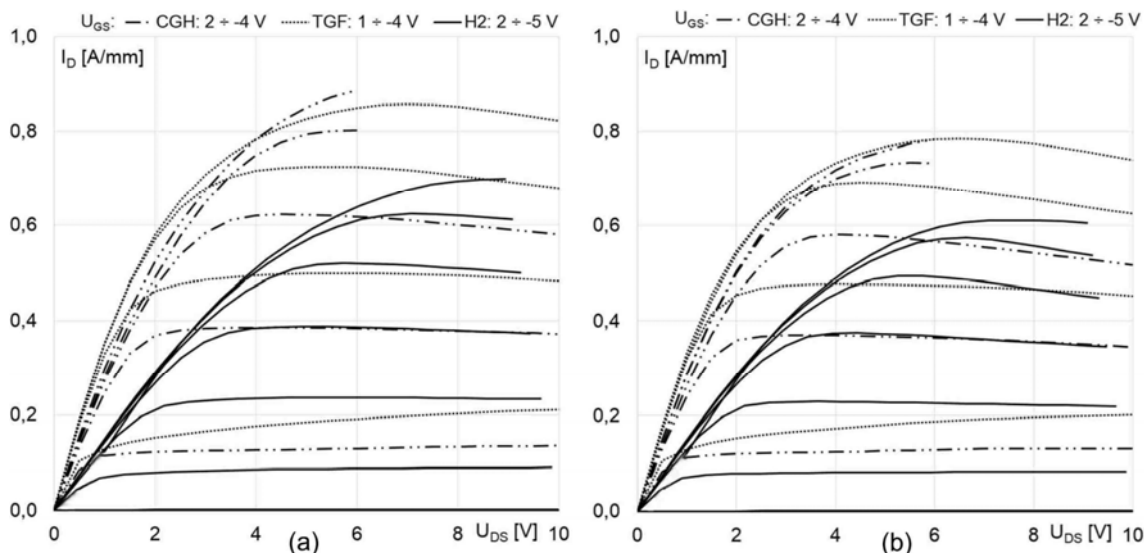 U_GS: CGH: 2 ÷ -4 V TGF: 1 ÷ -4 V H2: 2 ÷ -5 V
1,0
I_D [A/mm]
0,8
0,6
0,4
0,2
0,0
0 2 4 6 8 10
U_DS [V]
(a)
U_GS: CGH: 2 ÷ -4 V TGF: 1 ÷ -4 V H2: 2 ÷ -5 V
1,0
I_D [A/mm]
0,8
0,6
0,4
0,2
0,0
0 2 4 6 8 10
U_DS [V]
(b)